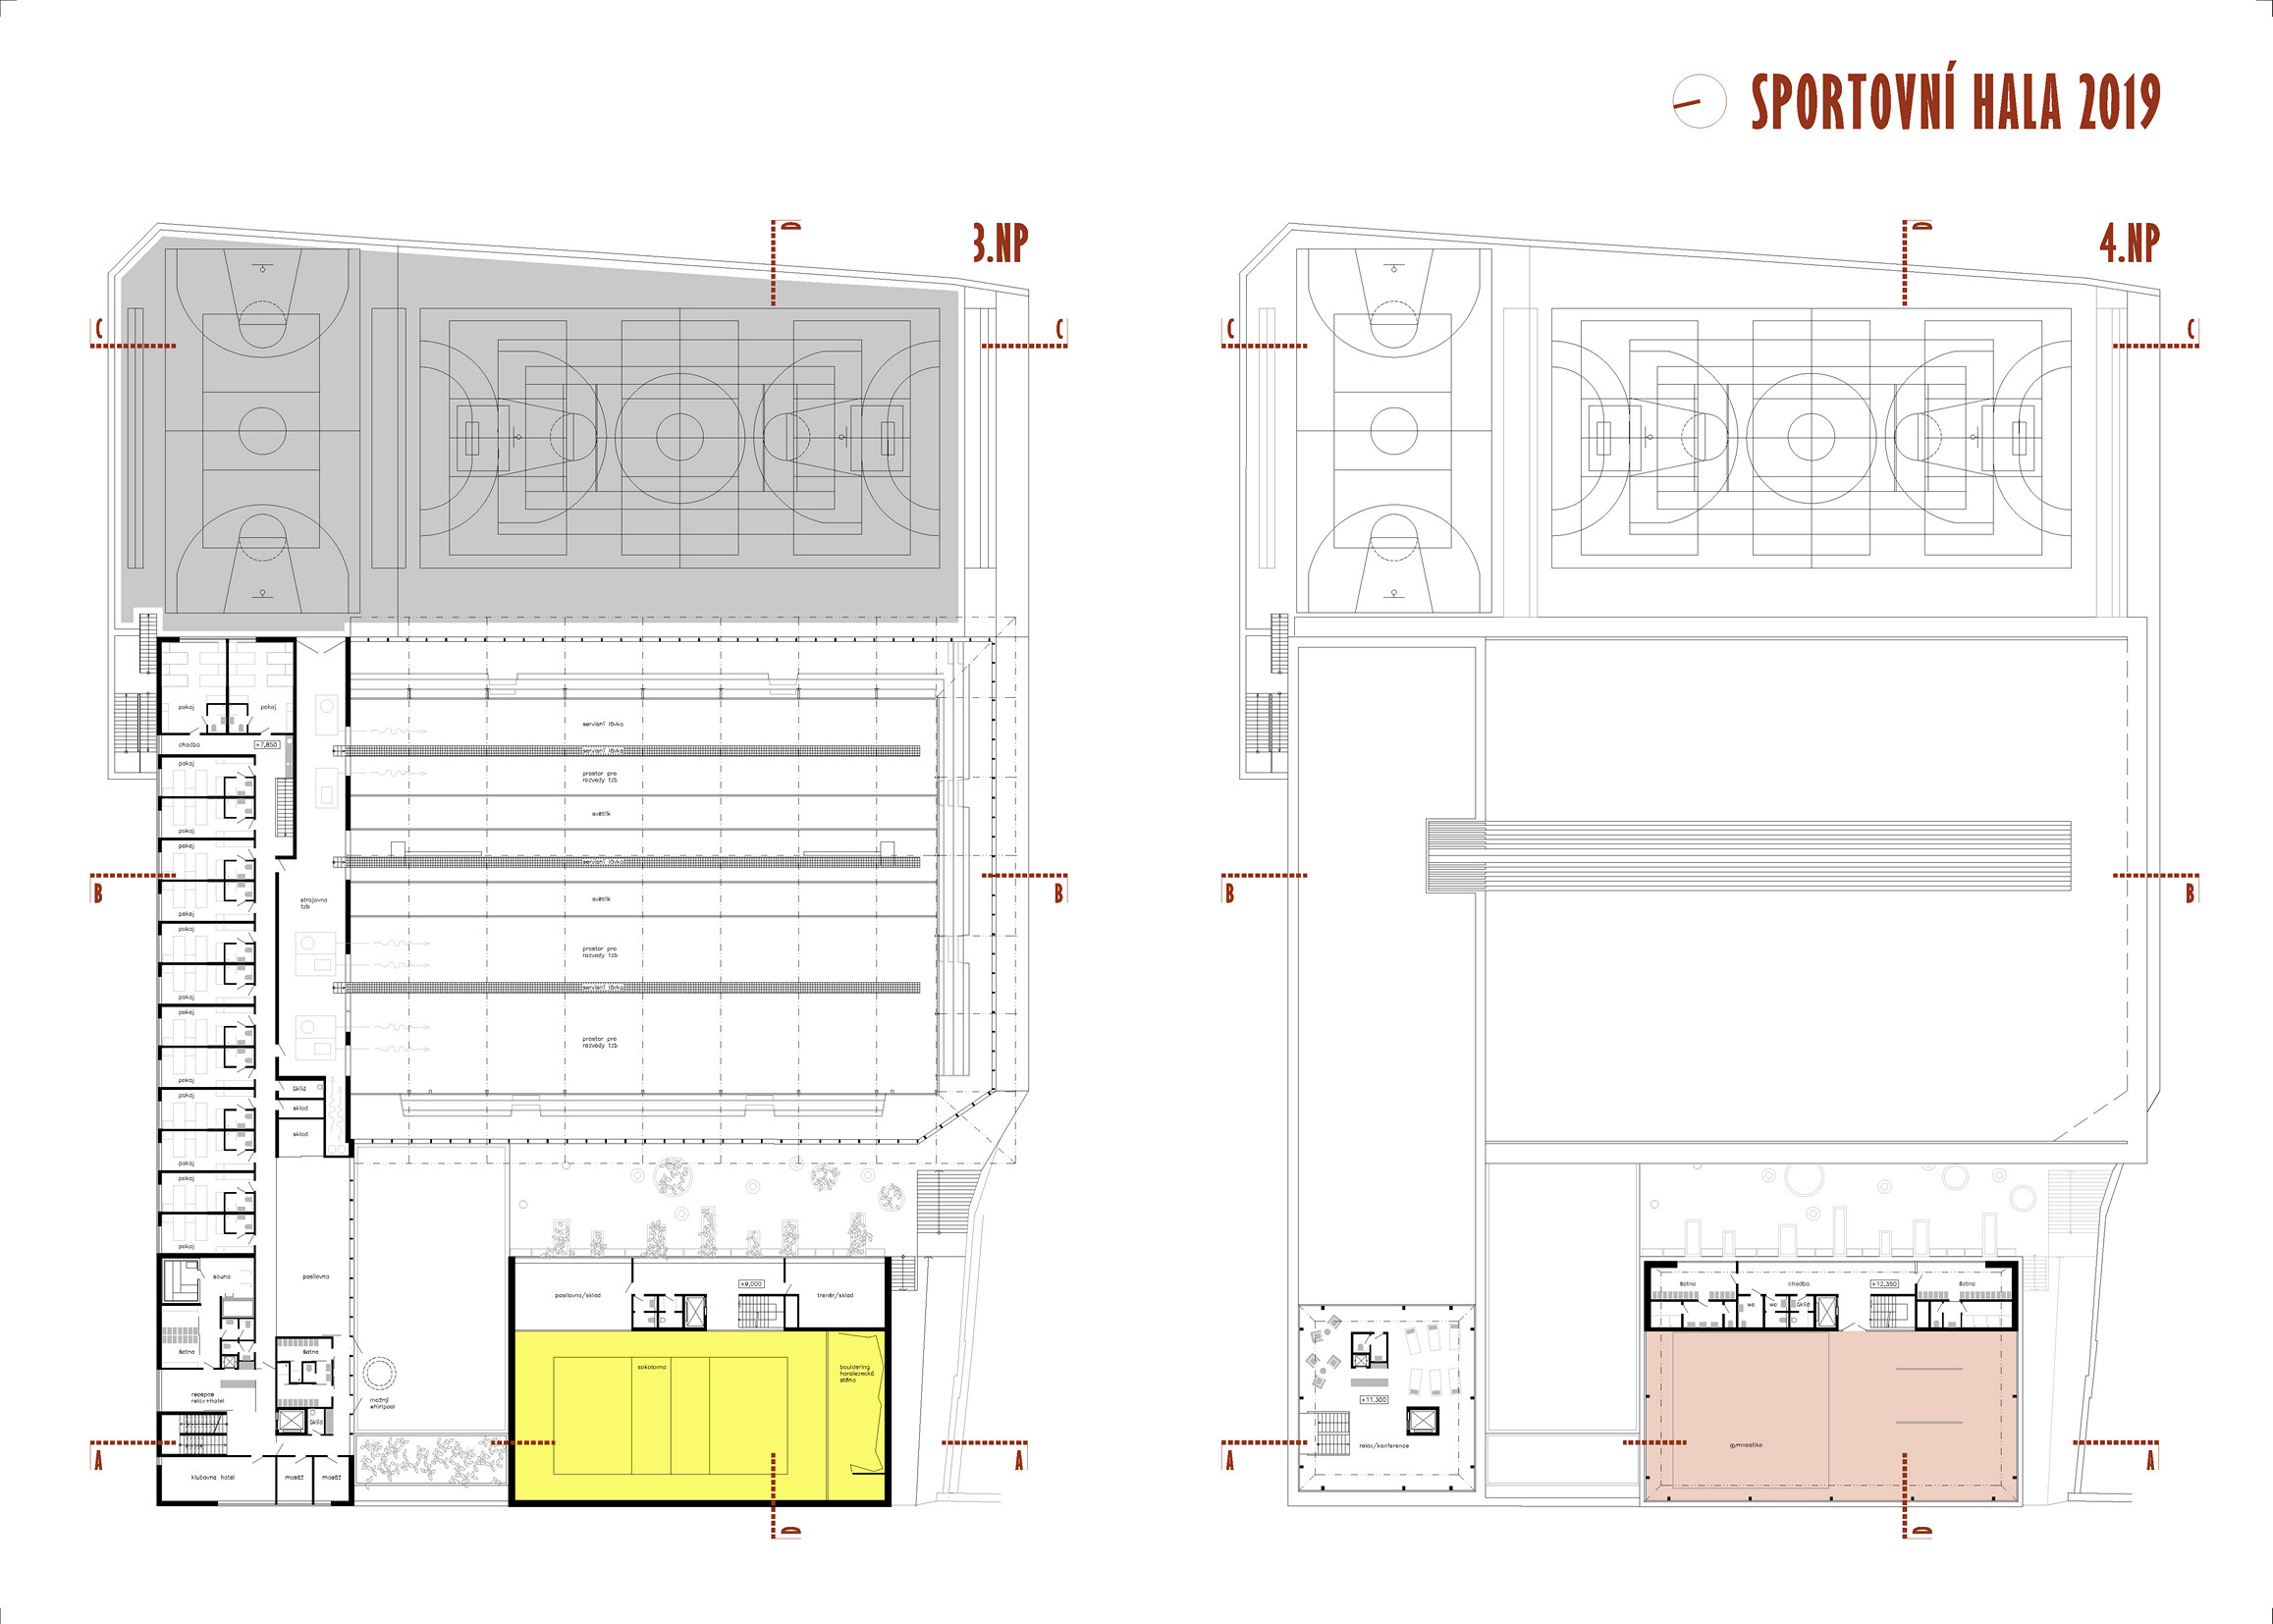 SPORTOVNÍ HALA 2019
3.NP
D
C
C
pokoj
pokoj
chodba
+7,850
servisní lávka
servisní lávka
pokoj
prostor pro
rozvody tzb
pokoj
světlík
pokoj
servisní lávka
B
B
strojovna
tzb
světlík
pokoj
pokoj
prostor pro
rozvody tzb
pokoj
servisní lávka
pokoj
prostor pro
rozvody tzb
pokoj
úklid
pokoj
sklad
sklad
pokoj
pokoj
sauna
posilovna
posilovna/sklad
+9,000
trenér/sklad
šatna
šatna
sokolovna
bouldering
horolezecká
stěna
recepce
relax+hotel
možný
whirlpool
úklid
A
A
klubovna hotel
masáž
masáž
D
4.NP
D
C
C
B
B
šatna
chodba
+12,350
šatna
wc
wc
úklid
+11,300
relax/konference
gymnastika
A
A
D